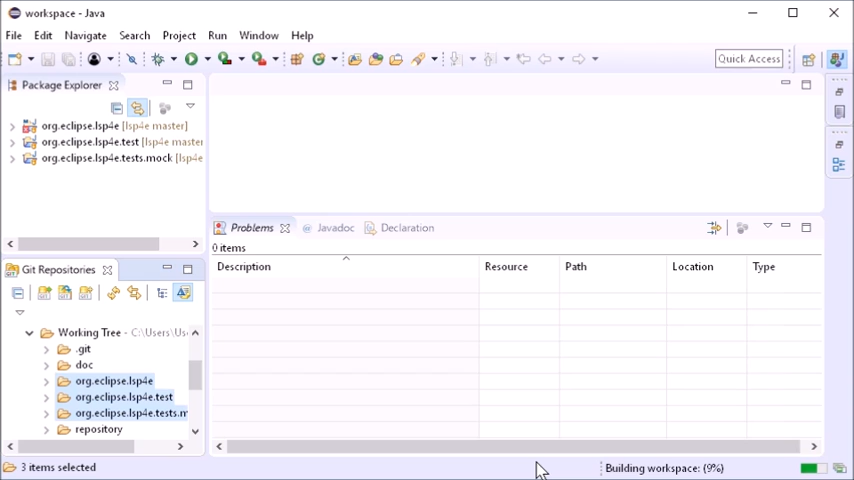 workspace - Java
File Edit Navigate Search Project Run Window Help
Quick Access
Package Explorer
org.eclipse.lsp4e [lsp4e master]
org.eclipse.lsp4e.test [lsp4e master
org.eclipse.lsp4e.tests.mock [lsp4e
Problems @ Javadoc Declaration
0 items
Description Resource Path Location Type
Git Repositories
Working Tree - C:\Users\Use
.git
doc
org.eclipse.lsp4e
org.eclipse.lsp4e.test
org.eclipse.lsp4e.tests.m
repository
3 items selected
Building workspace: (9%)